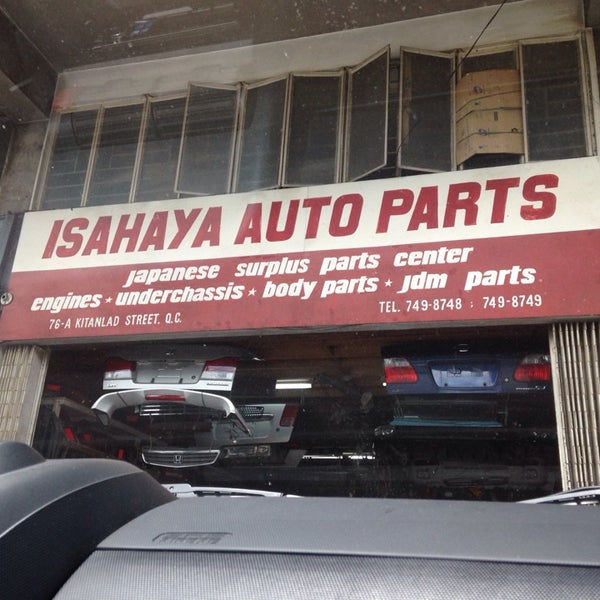 ISAHAYA AUTO PARTS
Japanese surplus parts center
engines ★ underchassis ★ body parts ★ jdm parts
76-A KITANLAD STREET, Q.C.
TEL. 749-8748 : 749-8749